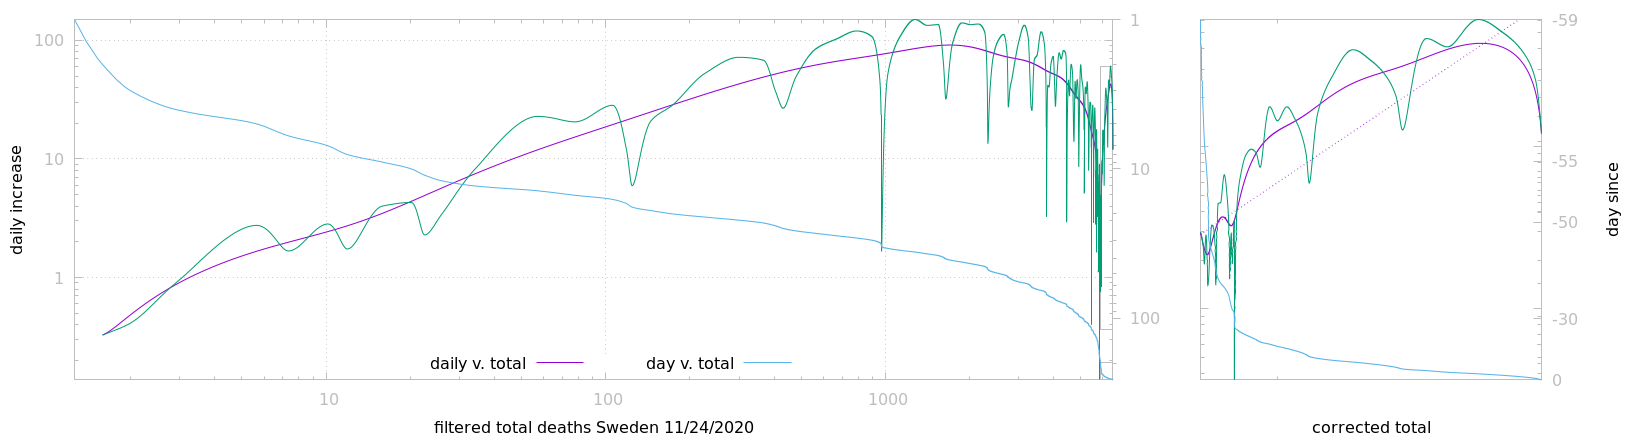 100
10
1
daily increase
1
10
100
-59
-55
-50
-30
0
day since
daily v. total
day v. total
10
100
1000
filtered total deaths Sweden 11/24/2020
corrected total